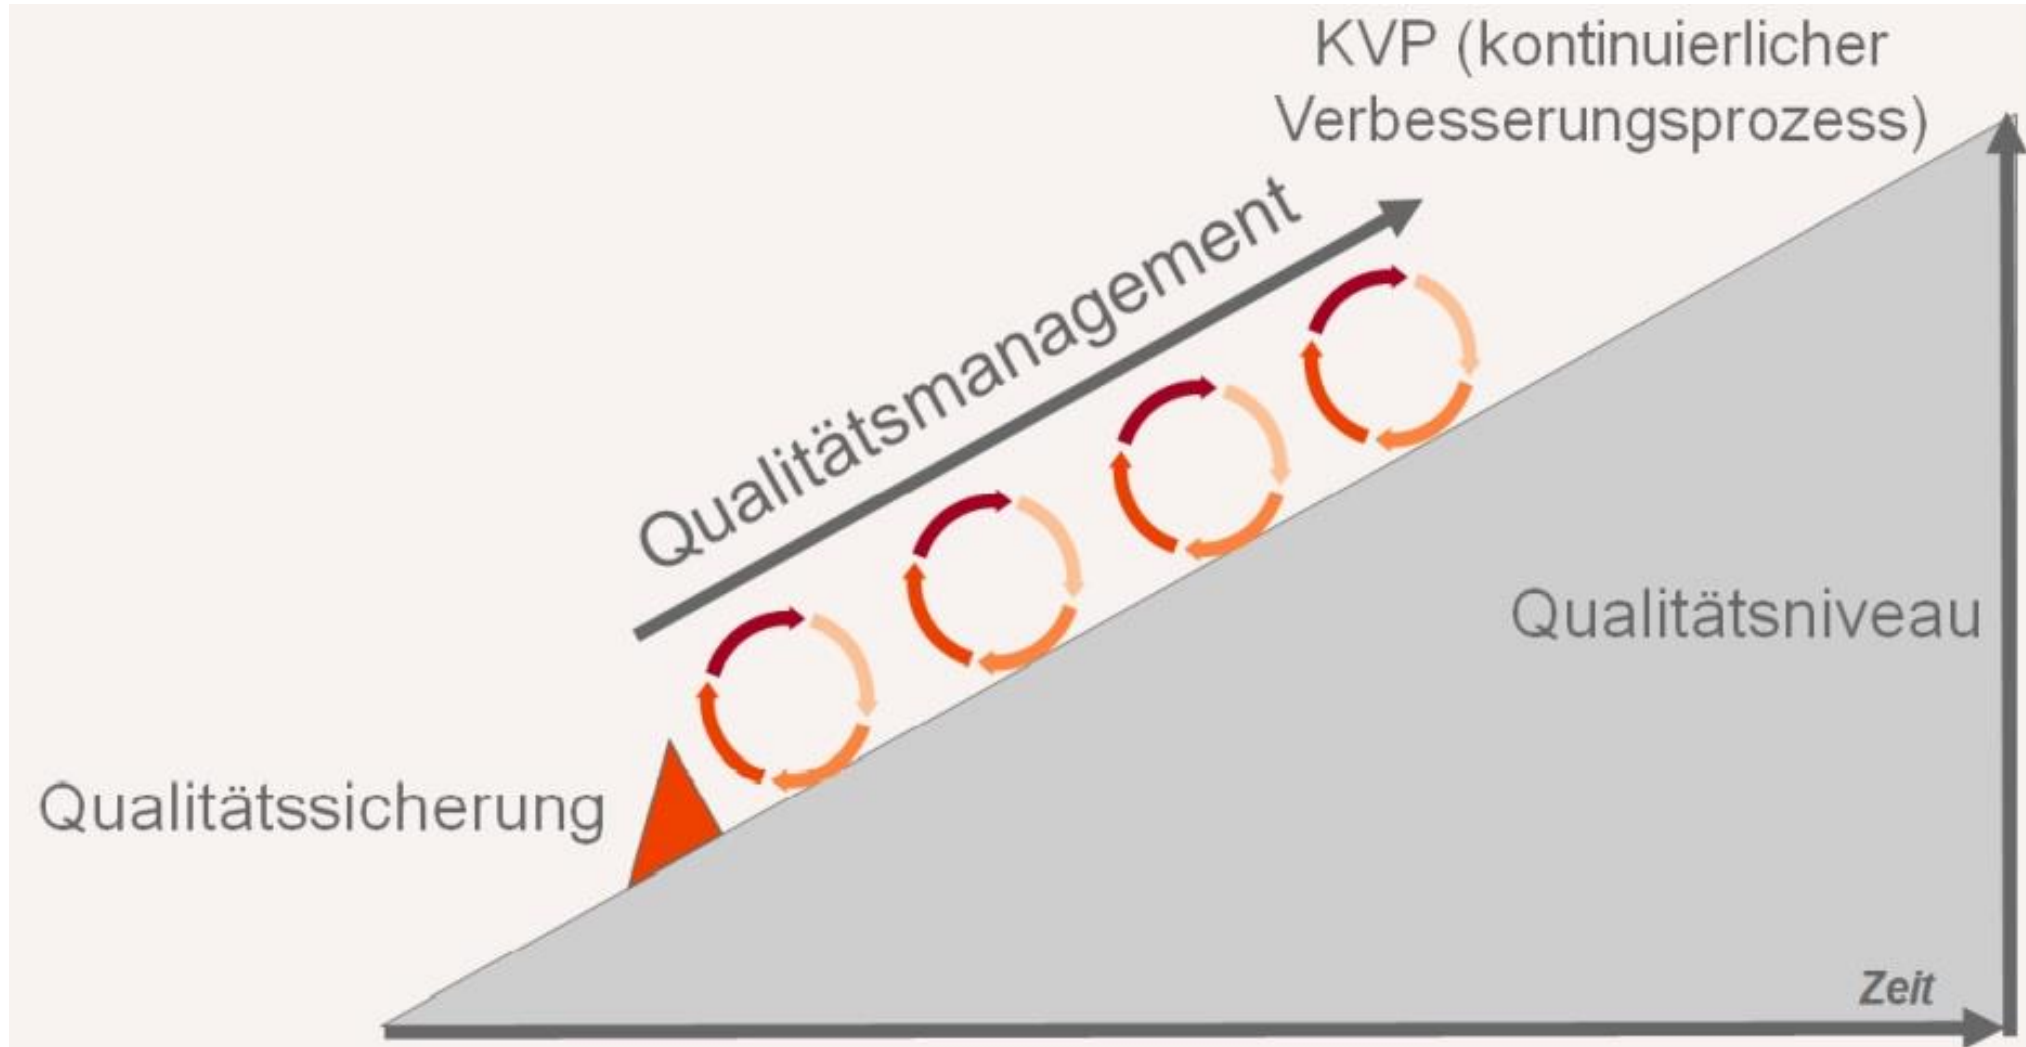 KVP (kontinuierlicher
Verbesserungsprozess)
Qualitätsmanagement
Qualitätsniveau
Qualitätssicherung
Zeit